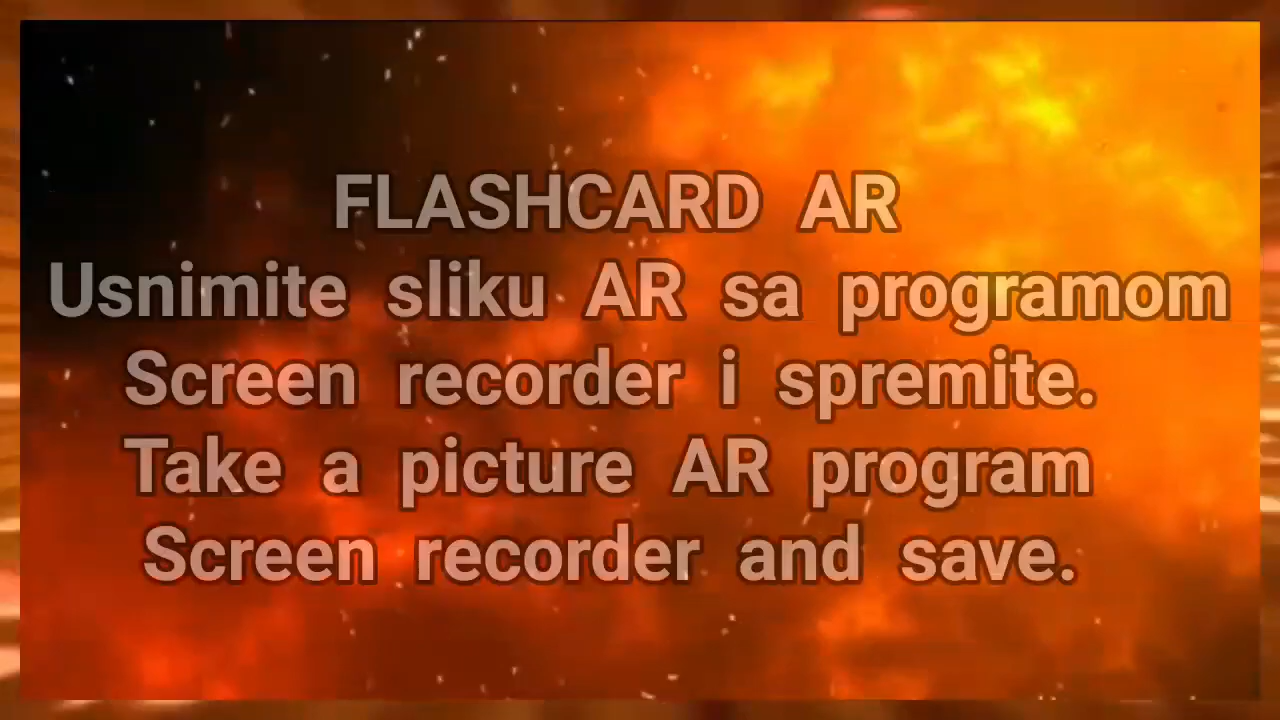 FLASHCARD AR
Usnimite sliku AR sa programom
Screen recorder i spremite.
Take a picture AR program
Screen recorder and save.